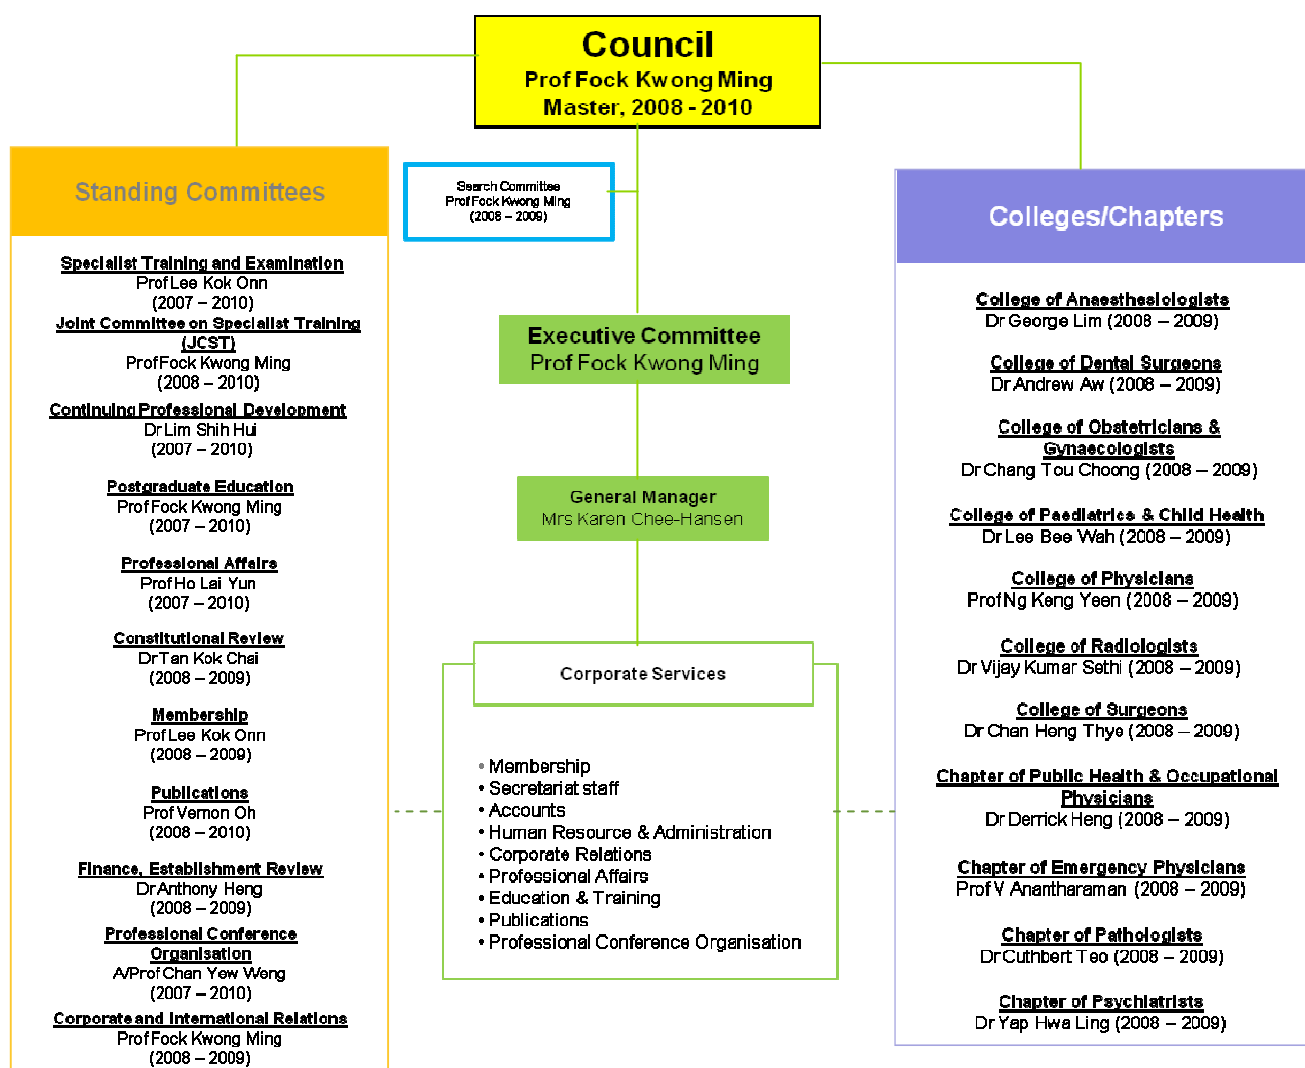 Council
Prof Fock Kwong Ming
Master, 2008 - 2010
Standing Committees
Specialist Training and Examination
Prof Lee Kok Onn
(2007 – 2010)
Joint Committee on Specialist Training
(JCST)
Prof Fock Kwong Ming
(2008 – 2010)
Continuing Professional Development
Dr Lim Shih Hui
(2007 – 2010)
Postgraduate Education
Prof Fock Kwong Ming
(2007 – 2010)
Professional Affairs
Prof Ho Lai Yun
(2007 – 2010)
Constitutional Review
Dr Tan Kok Chai
(2008 – 2009)
Membership
Prof Lee Kok Onn
(2008 – 2009)
Publications
Prof Vernon Oh
(2008 – 2010)
Finance, Establishment Review
Dr Anthony Heng
(2008 – 2009)
Professional Conference
Organisation
A/Prof Chan Yew Weng
(2007 – 2010)
Corporate and International Relations
Prof Fock Kwong Ming
(2008 – 2009)
Search Committee
Prof Fock Kwong Ming
(2008 – 2009)
Executive Committee
Prof Fock Kwong Ming
General Manager
Mrs Karen Chee-Hansen
Corporate Services
• Membership
• Secretariat staff
• Accounts
• Human Resource & Administration
• Corporate Relations
• Professional Affairs
• Education & Training
• Publications
• Professional Conference Organisation
Colleges/Chapters
College of Anaesthesiologists
Dr George Lim (2008 – 2009)
College of Dental Surgeons
Dr Andrew Aw (2008 – 2009)
College of Obstetricians &
Gynaecologists
Dr Chang Tou Choong (2008 – 2009)
College of Paediatrics & Child Health
Dr Lee Bee Wah (2008 – 2009)
College of Physicians
Prof Ng Keng Yeen (2008 – 2009)
College of Radiologists
Dr Vijay Kumar Sethi (2008 – 2009)
College of Surgeons
Dr Chan Heng Thye (2008 – 2009)
Chapter of Public Health & Occupational
Physicians
Dr Derrick Heng (2008 – 2009)
Chapter of Emergency Physicians
Prof V Anantharaman (2008 – 2009)
Chapter of Pathologists
Dr Cuthbert Teo (2008 – 2009)
Chapter of Psychiatrists
Dr Yap Hwa Ling (2008 – 2009)